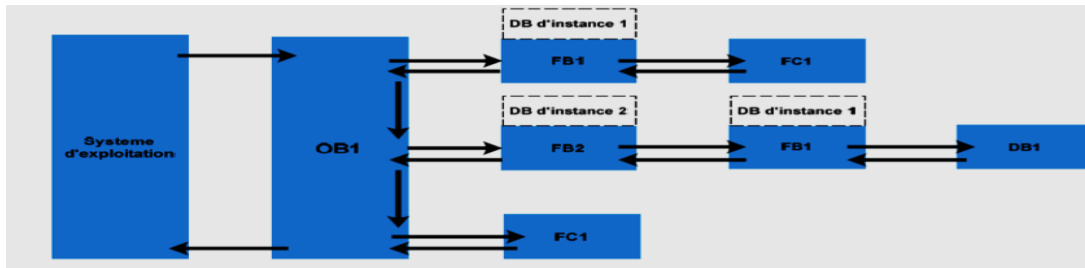 DB d'instance 1
FB1
FC1
DB d'instance 2
DB d'instance 1
Systeme
d'exploitation
OB1
FB2
FB1
DB1
FC1